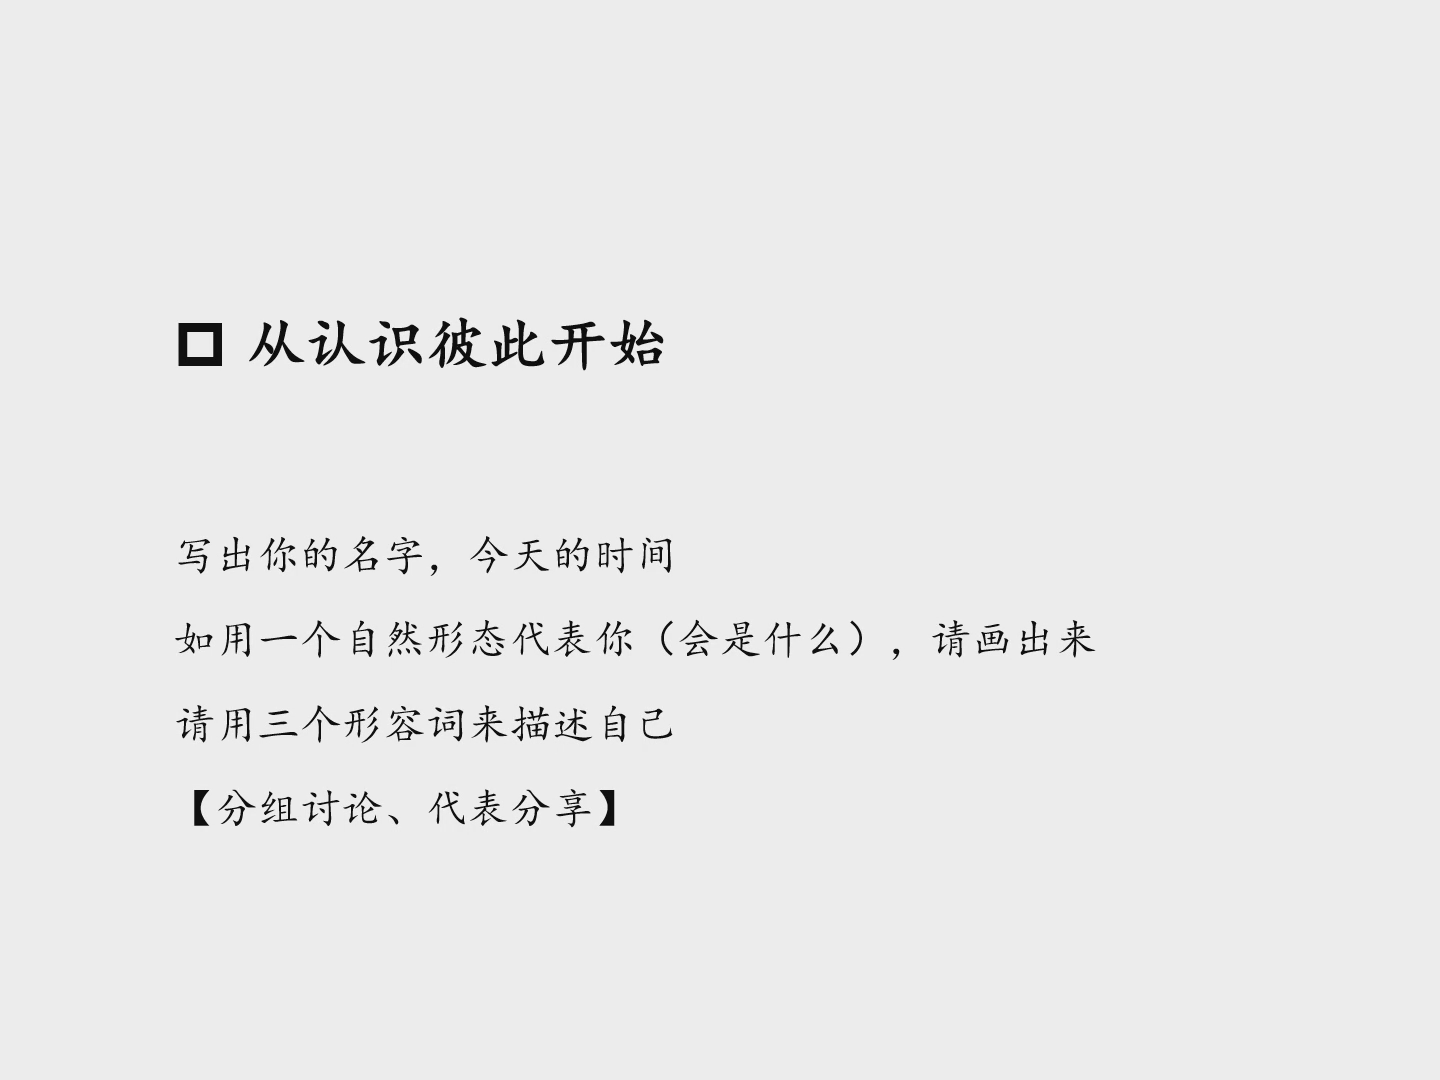 从认识彼此开始
写出你的名字，今天的时间
如用一个自然形态代表你（会是什么），请画出来
请用三个形容词来描述自己
【分组讨论、代表分享】